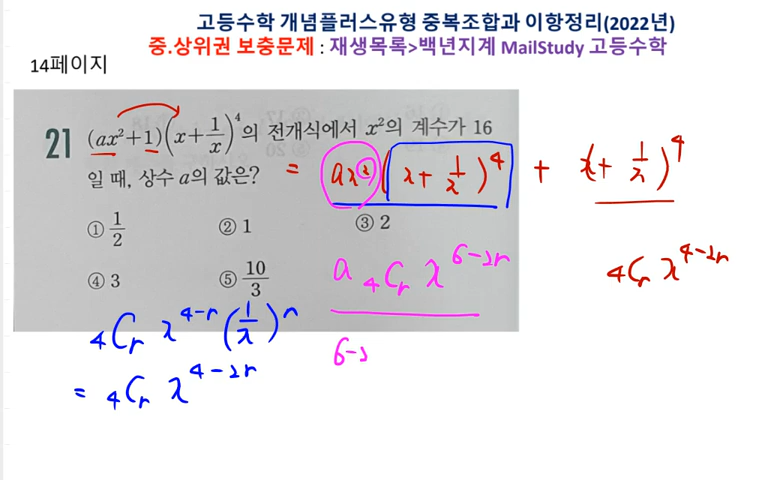 고등수학 개념플러스유형 중복조합과 이항정리(2022년)
중.상위권 보충문제 : 재생목록>백년지계 MailStudy 고등수학
14페이지
21 (ax²+1)(x+1/x)⁴의 전개식에서 x²의 계수가 16
일 때, 상수 a의 값은?
= ax²(x+1/x)⁴ + (x+1/x)⁴
① 1/2 ② 1 ③ 2
④ 3 ⑤ 10/3
a ₄Cᵣ x^(6-2r)
₄Cᵣ x^(4-2r)
₄Cᵣ x^(4-r) (1/x)^r
6-2
= ₄Cᵣ x^(4-2r)